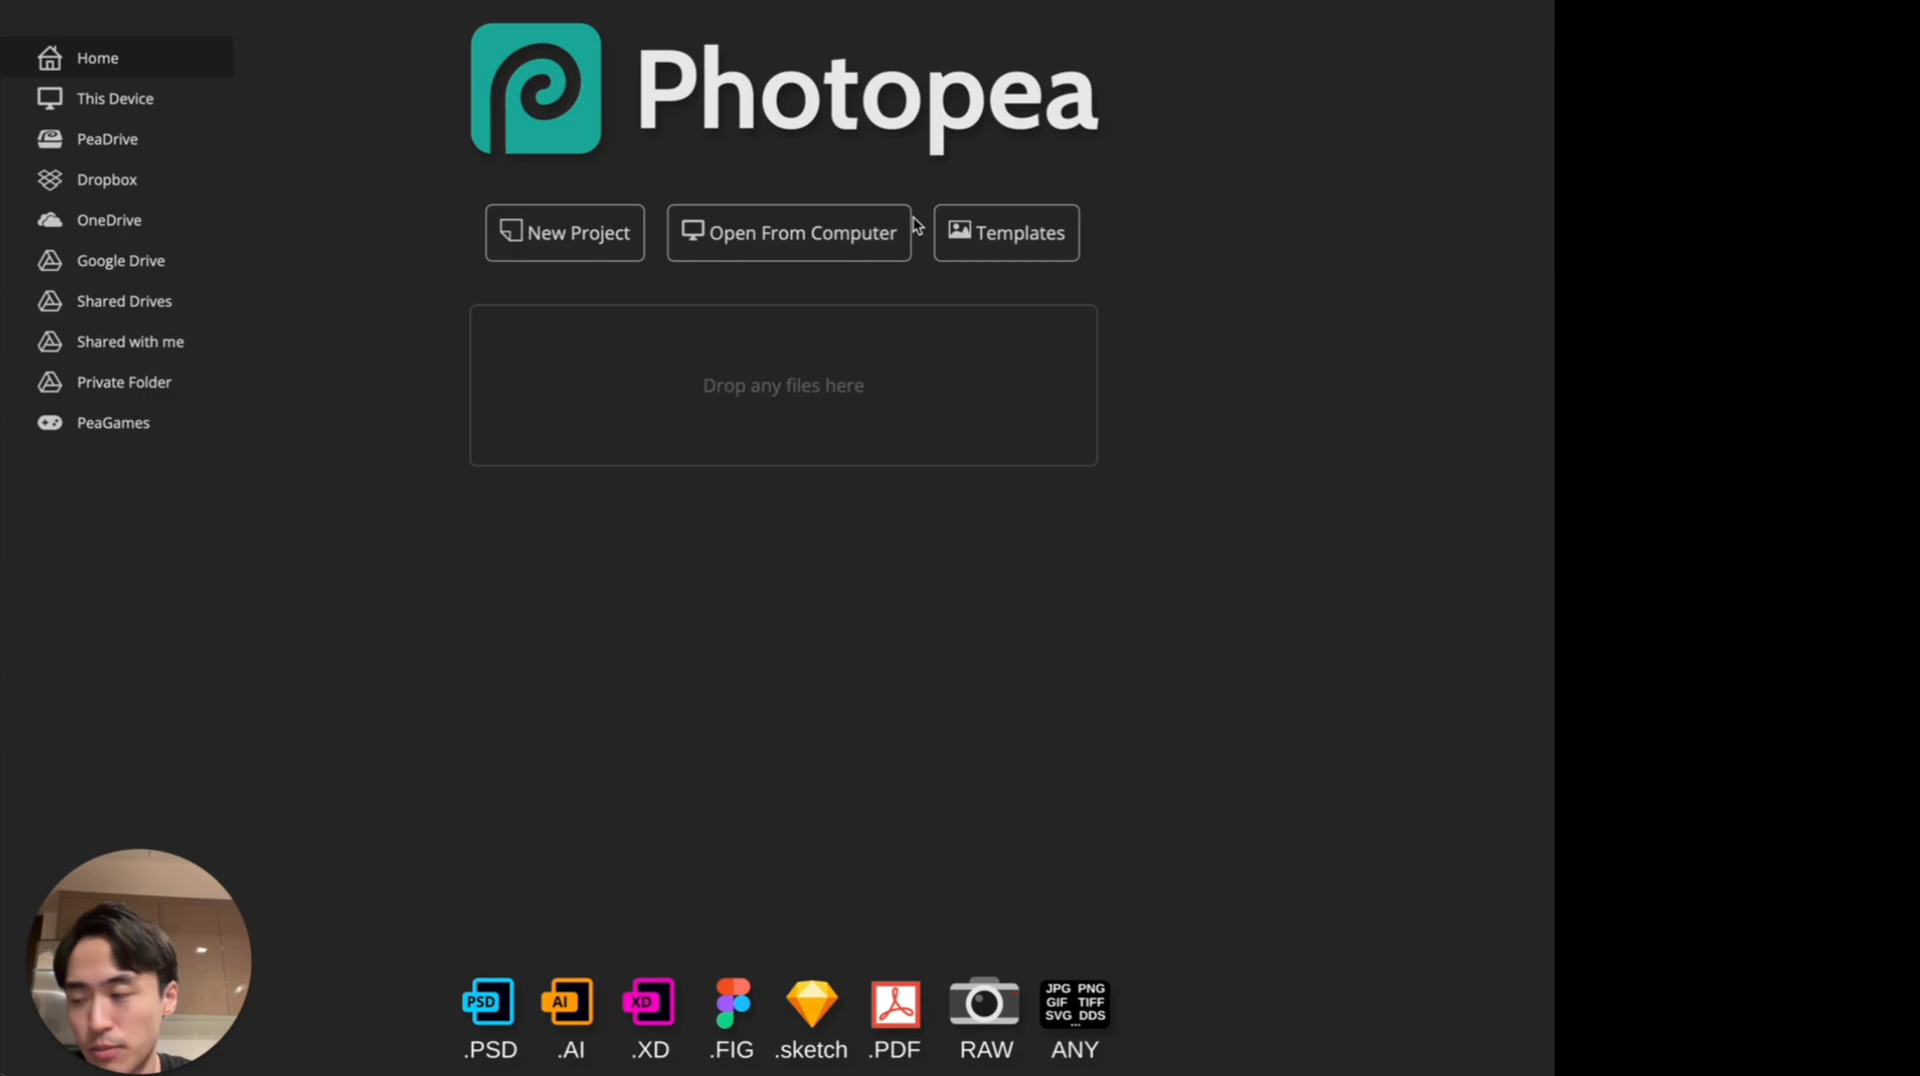 Home
This Device
PeaDrive
Dropbox
OneDrive
Google Drive
Shared Drives
Shared with me
Private Folder
PeaGames
Photopea
New Project
Open From Computer
Templates
Drop any files here
PSD
AI
XD
JPG PNG
GIF TIFF
SVG DDS
...
.PSD
.AI
.XD
.FIG
.sketch
.PDF
RAW
ANY